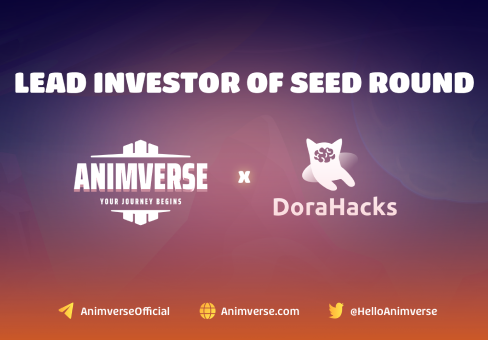 LEAD INVESTOR OF SEED ROUND
ANIMVERSE
YOUR JOURNEY BEGINS
x
DoraHacks
AnimverseOfficial
Animverse.com
@HelloAnimverse